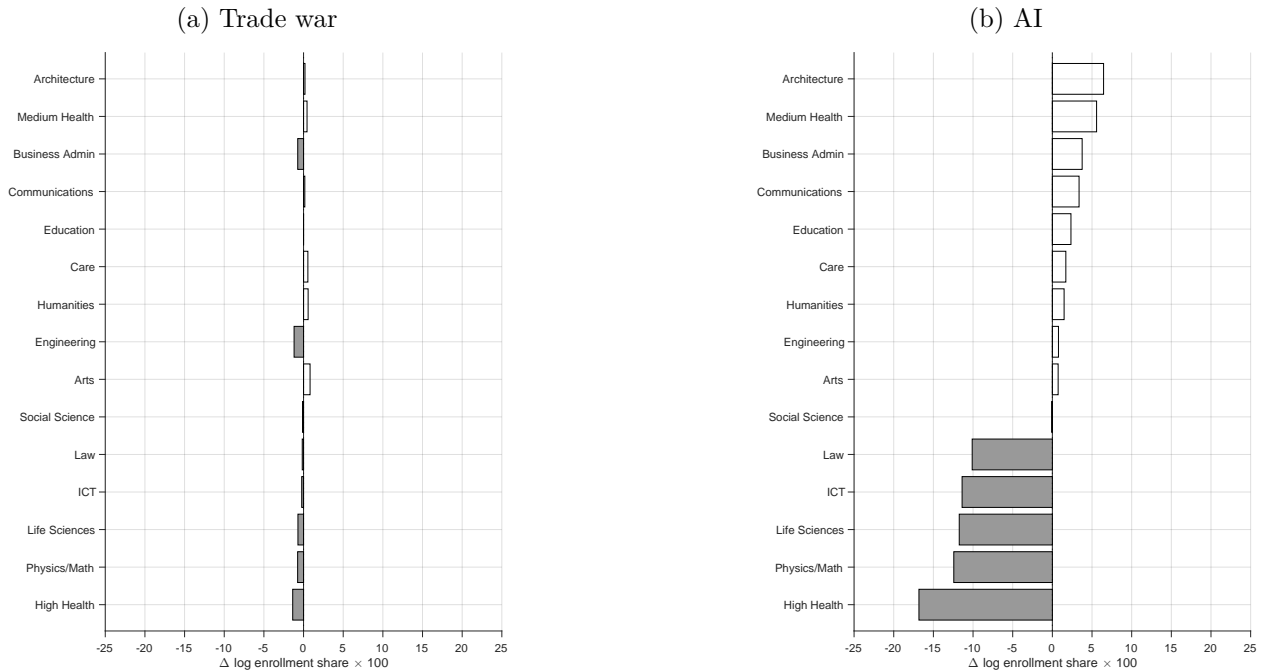 (a) Trade war
Architecture
Medium Health
Business Admin
Communications
Education
Care
Humanities
Engineering
Arts
Social Science
Law
ICT
Life Sciences
Physics/Math
High Health
-25 -20 -15 -10 -5 0 5 10 15 20 25
Δ log enrollment share × 100
(b) AI
Architecture
Medium Health
Business Admin
Communications
Education
Care
Humanities
Engineering
Arts
Social Science
Law
ICT
Life Sciences
Physics/Math
High Health
-25 -20 -15 -10 -5 0 5 10 15 20 25
Δ log enrollment share × 100